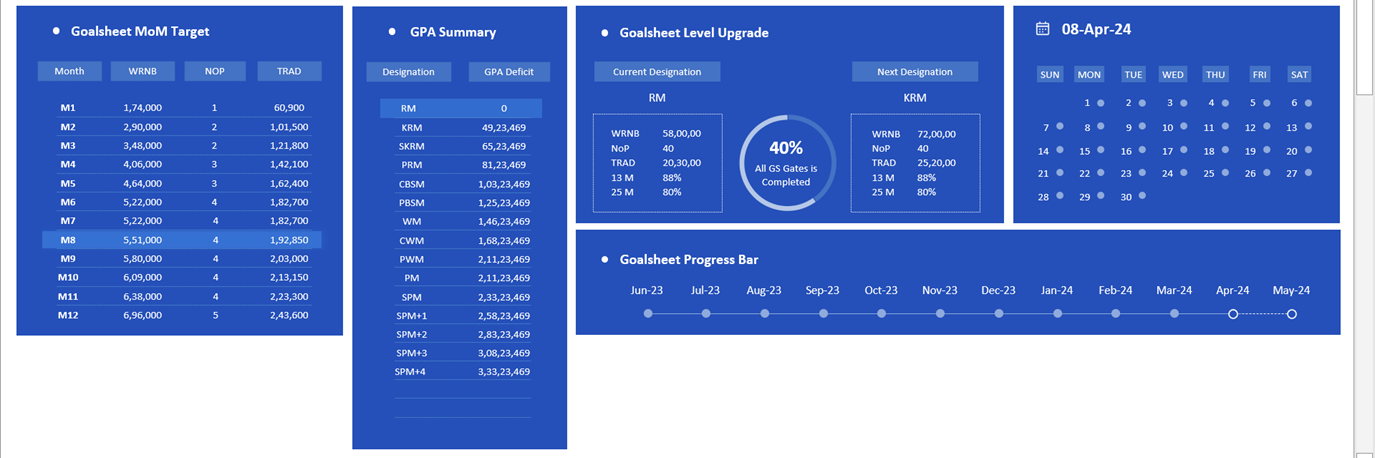 Goalsheet MoM Target
Month WRNB NOP TRAD
M1 1,74,000 1 60,900
M2 2,90,000 2 1,01,500
M3 3,48,000 2 1,21,800
M4 4,06,000 3 1,42,100
M5 4,64,000 3 1,62,400
M6 5,22,000 4 1,82,700
M7 5,22,000 4 1,82,700
M8 5,51,000 4 1,92,850
M9 5,80,000 4 2,03,000
M10 6,09,000 4 2,13,150
M11 6,38,000 4 2,23,300
M12 6,96,000 5 2,43,600
GPA Summary
Designation GPA Deficit
RM 0
KRM 49,23,469
SKRM 65,23,469
PRM 81,23,469
CBSM 1,03,23,469
PBSM 1,25,23,469
WM 1,46,23,469
CWM 1,68,23,469
PWM 2,11,23,469
PM 2,11,23,469
SPM 2,33,23,469
SPM+1 2,58,23,469
SPM+2 2,83,23,469
SPM+3 3,08,23,469
SPM+4 3,33,23,469
Goalsheet Level Upgrade
Current Designation
RM
WRNB 58,00,00
NoP 40
TRAD 20,30,00
13 M 88%
25 M 80%
40%
All GS Gates is
Completed
Next Designation
KRM
WRNB 72,00,00
NoP 40
TRAD 25,20,00
13 M 88%
25 M 80%
08-Apr-24
SUN MON TUE WED THU FRI SAT
1 2 3 4 5 6
7 8 9 10 11 12 13
14 15 16 17 18 19 20
21 22 23 24 25 26 27
28 29 30
Goalsheet Progress Bar
Jun-23 Jul-23 Aug-23 Sep-23 Oct-23 Nov-23 Dec-23 Jan-24 Feb-24 Mar-24 Apr-24 May-24